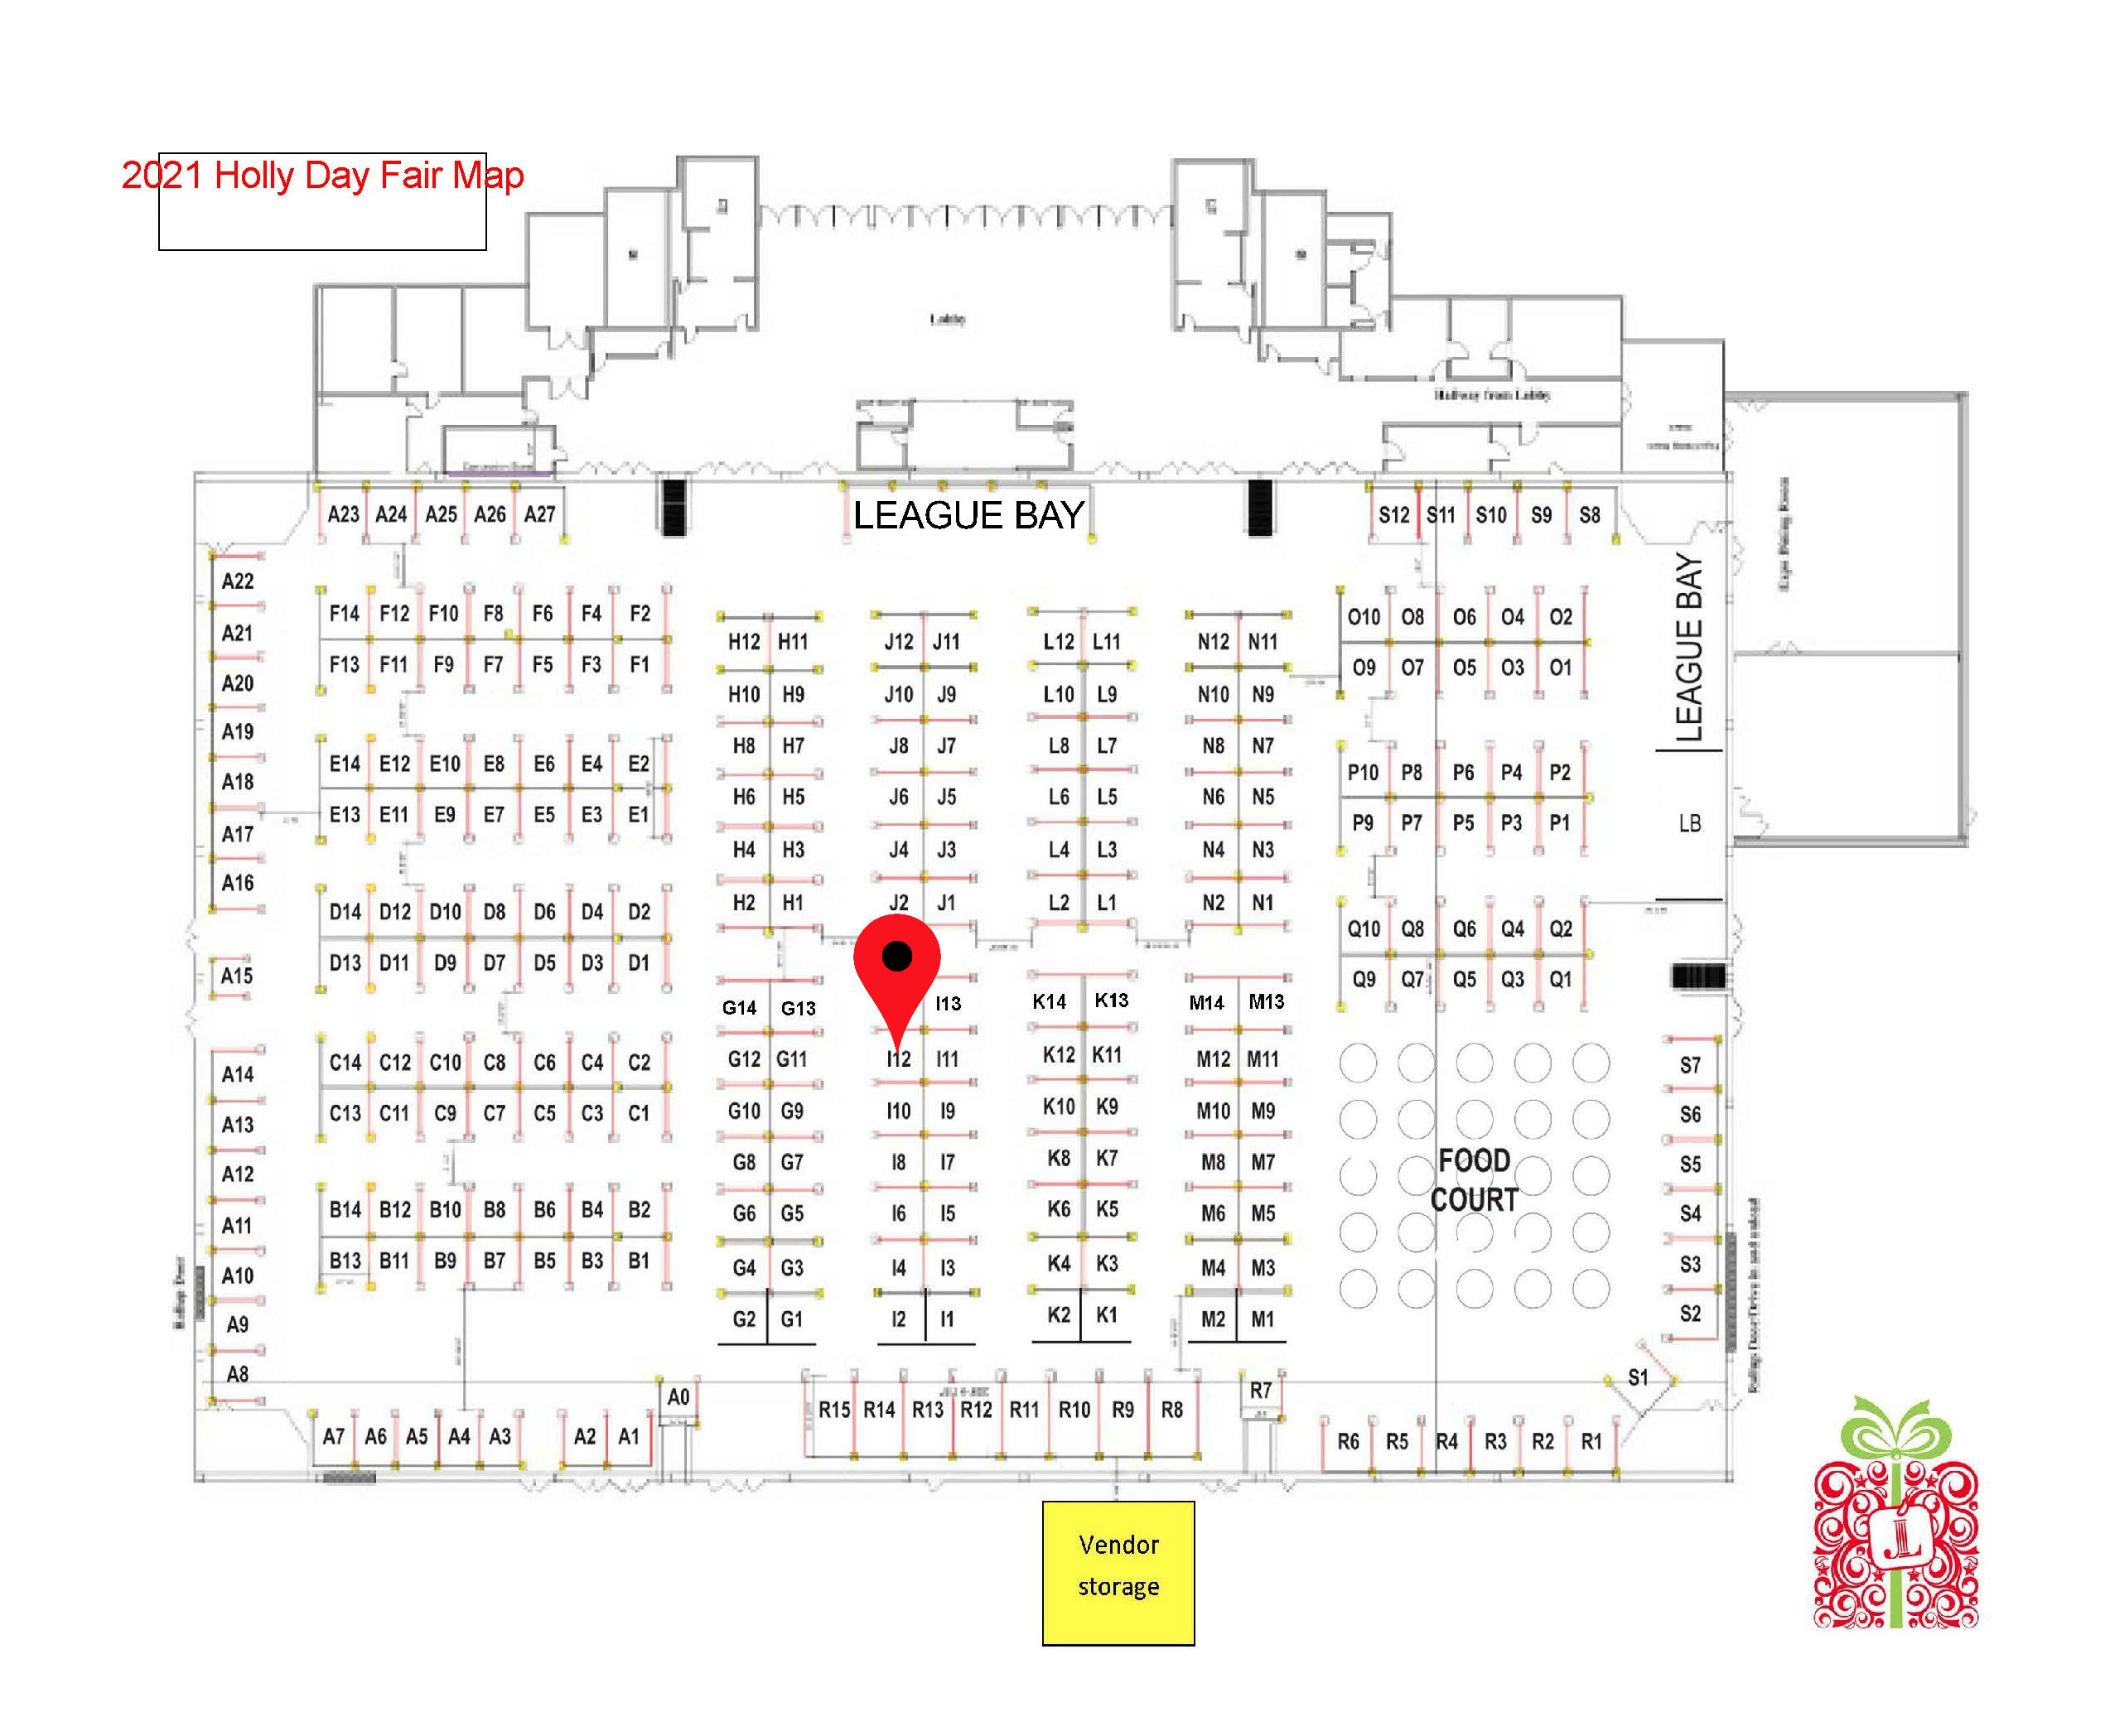 2021 Holly Day Fair Map
Lobby
Hallway from Lobby
LEAGUE BAY
A23 A24 A25 A26 A27
S12 S11 S10 S9 S8
A22
A21
A20
A19
A18
A17
A16
A15
A14
A13
A12
A11
A10
A9
A8
F14 F12 F10 F8 F6 F4 F2
F13 F11 F9 F7 F5 F3 F1
E14 E12 E10 E8 E6 E4 E2
E13 E11 E9 E7 E5 E3 E1
D14 D12 D10 D8 D6 D4 D2
D13 D11 D9 D7 D5 D3 D1
C14 C12 C10 C8 C6 C4 C2
C13 C11 C9 C7 C5 C3 C1
B14 B12 B10 B8 B6 B4 B2
B13 B11 B9 B7 B5 B3 B1
H12 H11
H10 H9
H8 H7
H6 H5
H4 H3
H2 H1
G14 G13
G12 G11
G10 G9
G8 G7
G6 G5
G4 G3
G2 G1
J12 J11
J10 J9
J8 J7
J6 J5
J4 J3
J2 J1
I13
I12 I11
I10 I9
I8 I7
I6 I5
I4 I3
I2 I1
L12 L11
L10 L9
L8 L7
L6 L5
L4 L3
L2 L1
K14 K13
K12 K11
K10 K9
K8 K7
K6 K5
K4 K3
K2 K1
N12 N11
N10 N9
N8 N7
N6 N5
N4 N3
N2 N1
M14 M13
M12 M11
M10 M9
M8 M7
M6 M5
M4 M3
M2 M1
O10 O8 O6 O4 O2
O9 O7 O5 O3 O1
P10 P8 P6 P4 P2
P9 P7 P5 P3 P1
Q10 Q8 Q6 Q4 Q2
Q9 Q7 Q5 Q3 Q1
LEAGUE BAY
LB
FOOD
COURT
S7
S6
S5
S4
S3
S2
S1
A7 A6 A5 A4 A3 A2 A1
A0
R15 R14 R13 R12 R11 R10 R9 R8
R7
R6 R5 R4 R3 R2 R1
Vendor
storage
JL